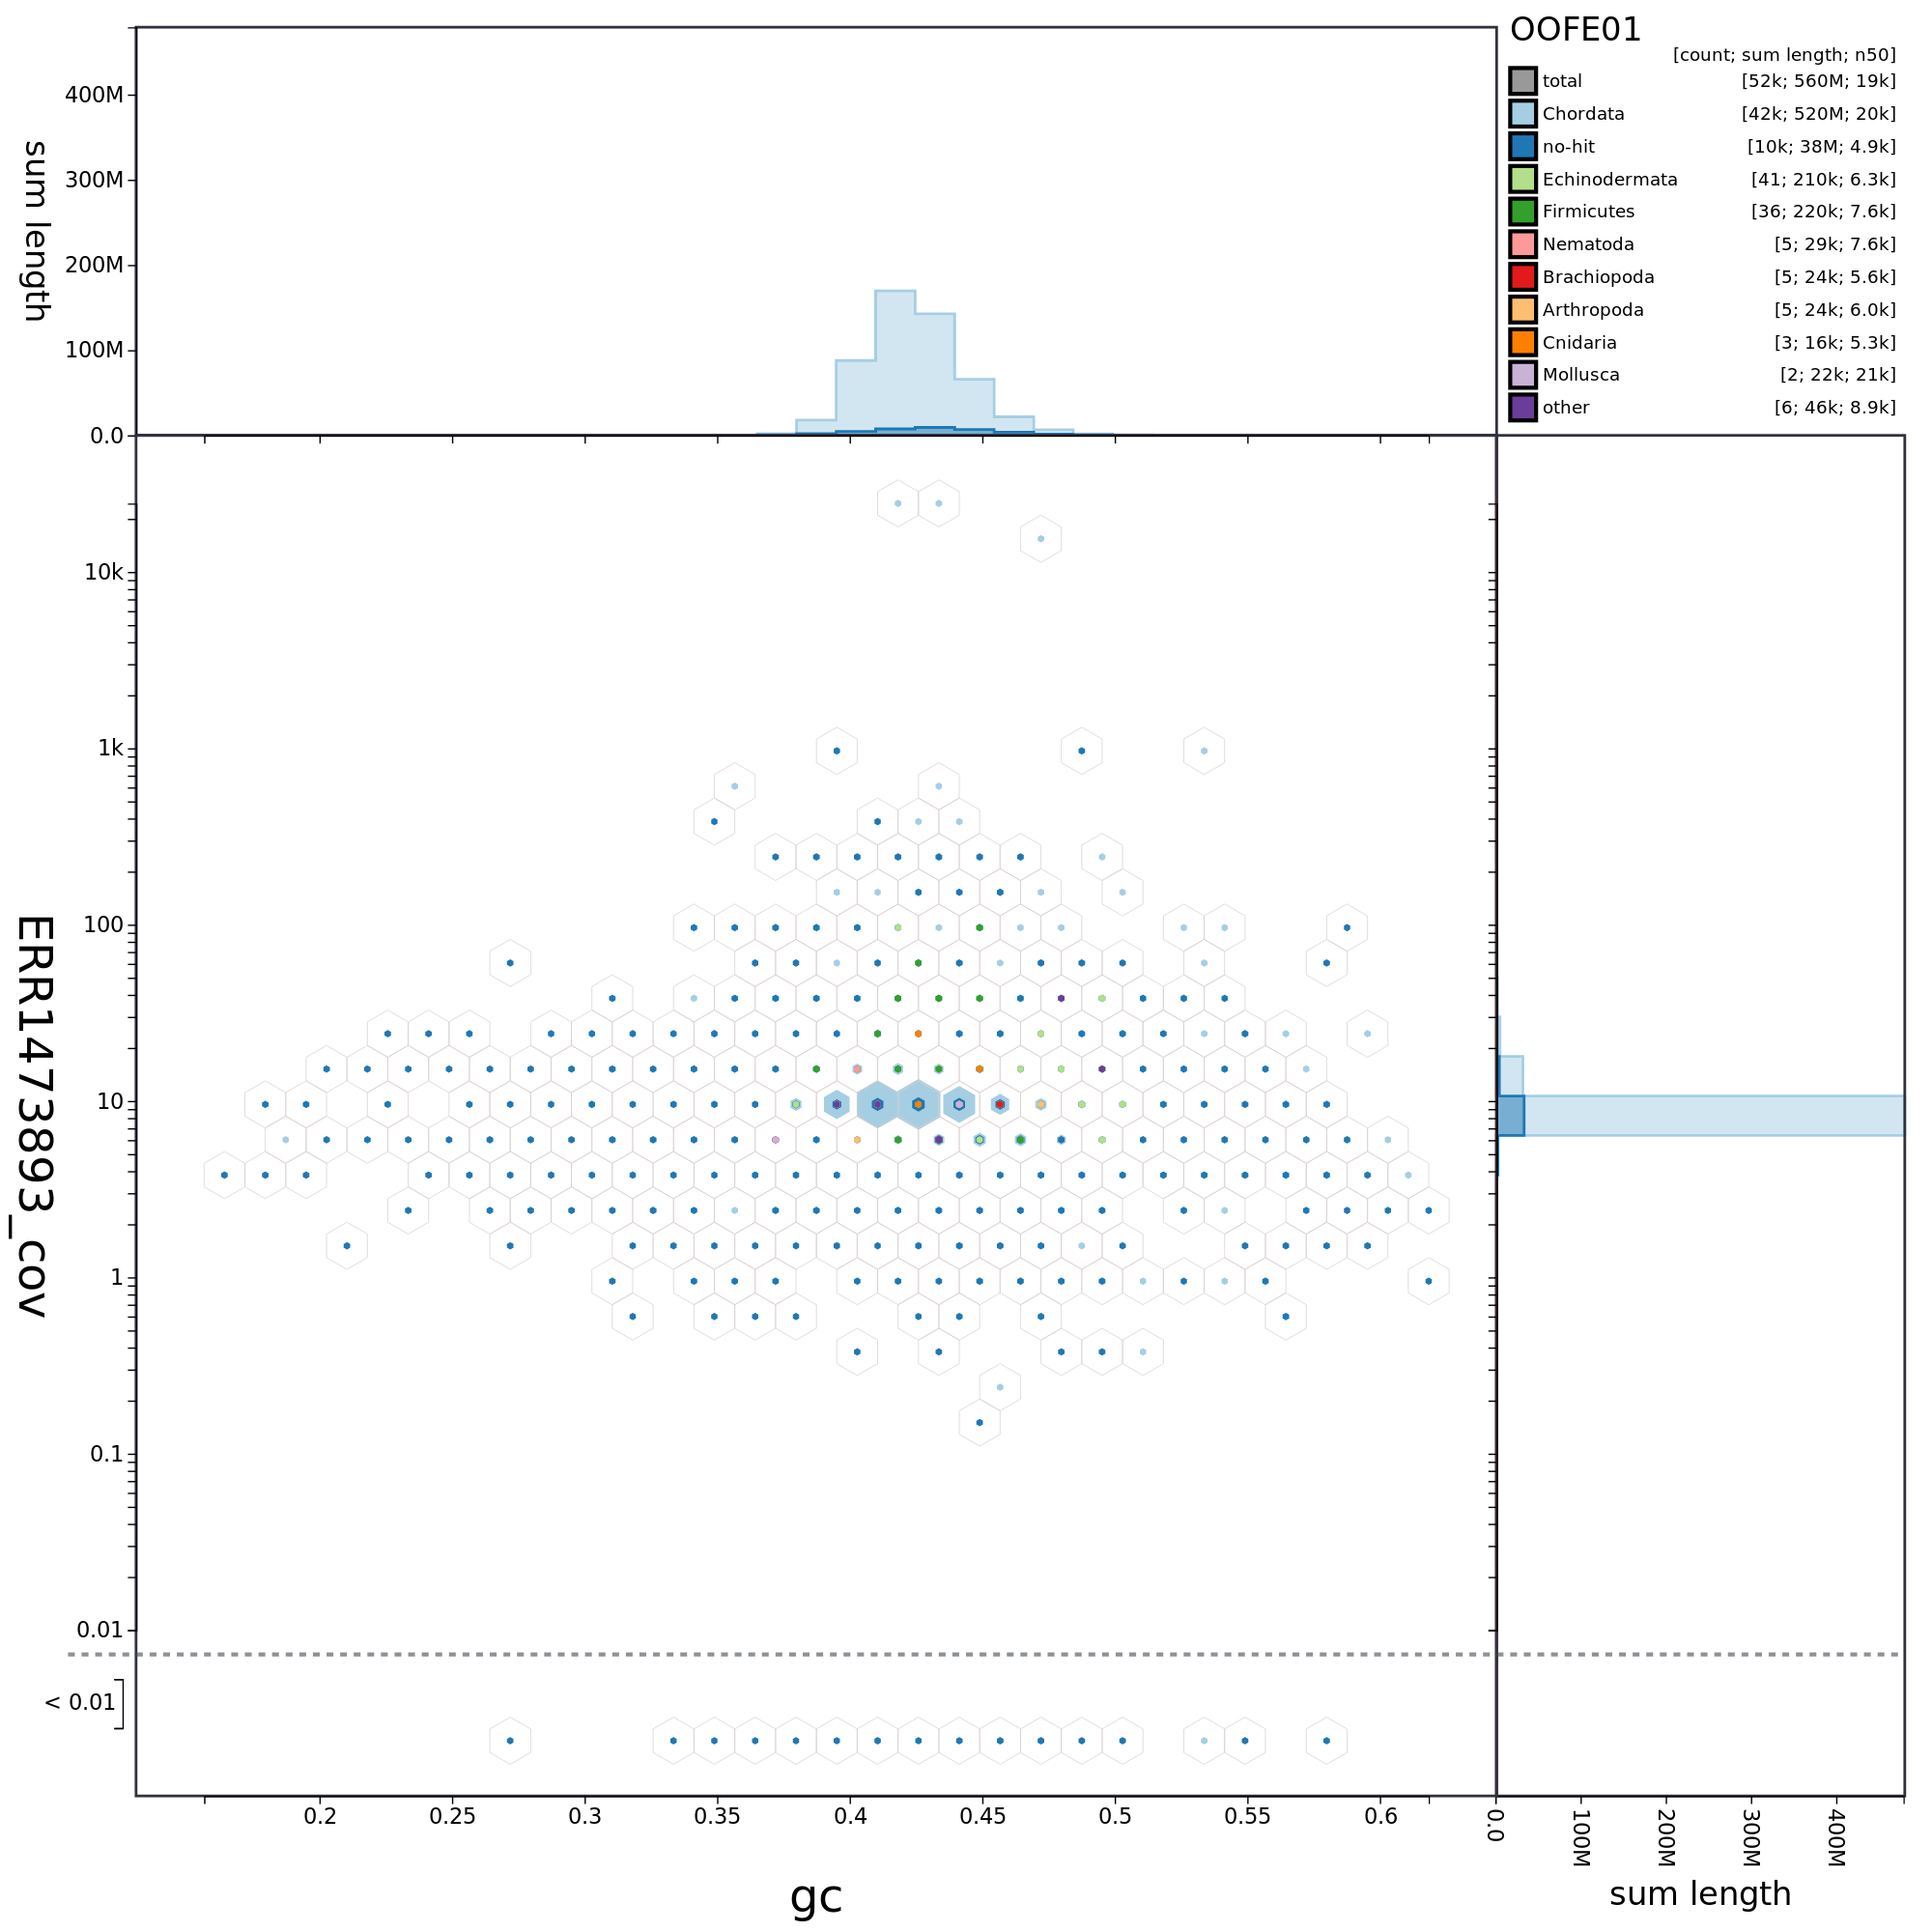 OOFE01
[count; sum length; n50]
total [52k; 560M; 19k]
Chordata [42k; 520M; 20k]
no-hit [10k; 38M; 4.9k]
Echinodermata [41; 210k; 6.3k]
Firmicutes [36; 220k; 7.6k]
Nematoda [5; 29k; 7.6k]
Brachiopoda [5; 24k; 5.6k]
Arthropoda [5; 24k; 6.0k]
Cnidaria [3; 16k; 5.3k]
Mollusca [2; 22k; 21k]
other [6; 46k; 8.9k]
sum length
400M
300M
200M
100M
0.0
ERR1473893_cov
10k
1k
100
10
1
0.1
0.01
< 0.01
0.2 0.25 0.3 0.35 0.4 0.45 0.5 0.55 0.6
gc
0.0 100M 200M 300M 400M
sum length